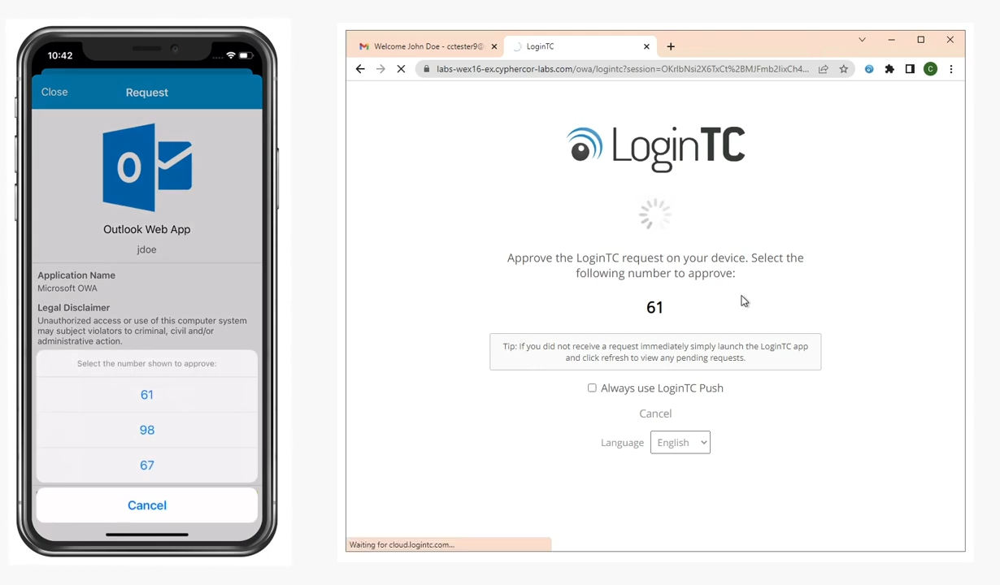 10:42
Close
Request
Outlook Web App
jdoe
Application Name
Microsoft OWA
Legal Disclaimer
Unauthorized access or use of this computer system
may subject violators to criminal, civil and/or
administrative action.
Select the number shown to approve:
61
98
67
Cancel
Welcome John Doe - cctester9@
LoginTC
labs-wex16-ex.cyphercor-labs.com/owa/logintc?session=OKrIbNsi2X6TxCt%2BMJFmb2IixCh4...
C
LoginTC
Approve the LoginTC request on your device. Select the
following number to approve:
61
Tip: If you did not receive a request immediately simply launch the LoginTC app
and click refresh to view any pending requests.
Always use LoginTC Push
Cancel
Language English
Waiting for cloud.logintc.com...